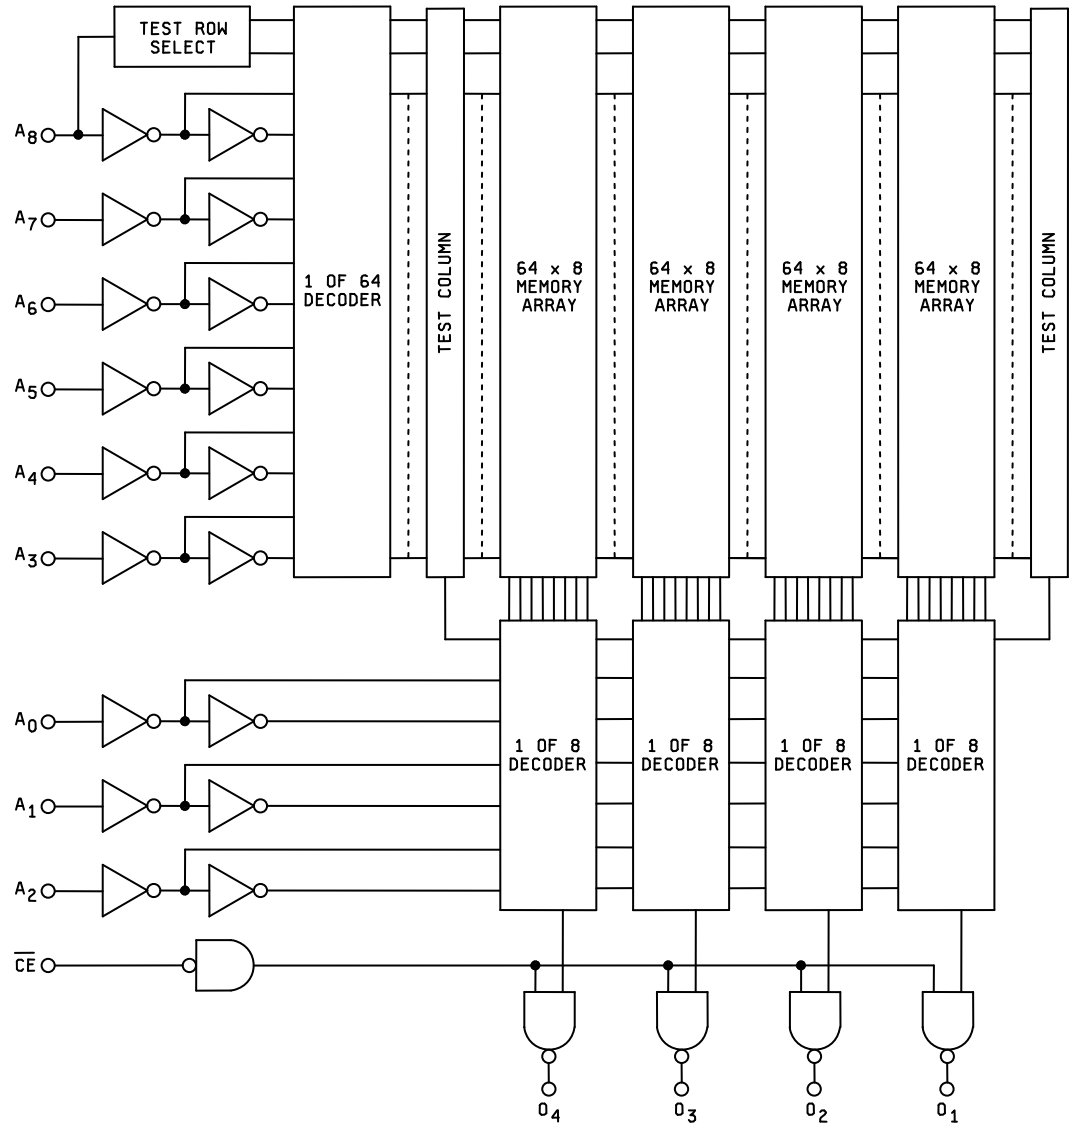 TEST ROW
SELECT
A8
A7
A6
A5
A4
A3
1 OF 64
DECODER
TEST COLUMN
64 x 8
MEMORY
ARRAY
64 x 8
MEMORY
ARRAY
64 x 8
MEMORY
ARRAY
64 x 8
MEMORY
ARRAY
TEST COLUMN
A0
A1
A2
1 OF 8
DECODER
1 OF 8
DECODER
1 OF 8
DECODER
1 OF 8
DECODER
C̅E̅
O4
O3
O2
O1